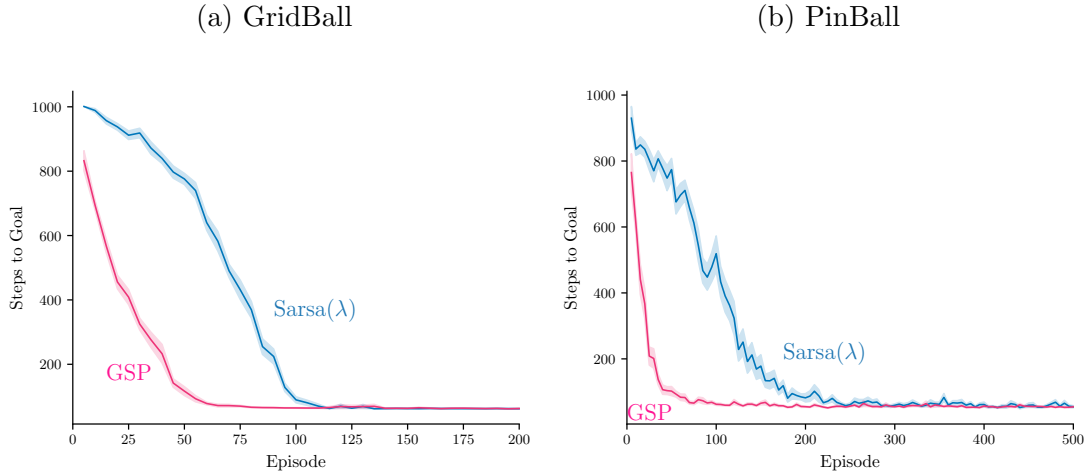 (a) GridBall
1000
800
600
400
200
Steps to Goal
Sarsa(λ)
GSP
0 25 50 75 100 125 150 175 200
Episode
(b) PinBall
1000
800
600
400
200
Steps to Goal
Sarsa(λ)
GSP
0 100 200 300 400 500
Episode